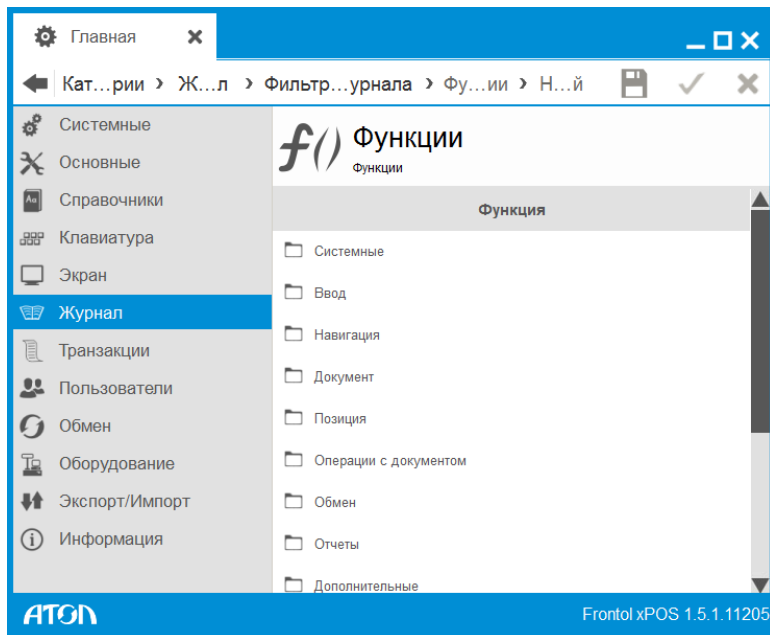 Главная
Кат…рии › Ж…л › Фильтр…урнала › Фу…ии › Н…й
Системные
Основные
Aα Справочники
Клавиатура
Экран
Журнал
Транзакции
Пользователи
Обмен
Оборудование
Экспорт/Импорт
Информация
f() Функции
Функции
Функция
Системные
Ввод
Навигация
Документ
Позиция
Операции с документом
Обмен
Отчеты
Дополнительные
ATOL Frontol xPOS 1.5.1.11205